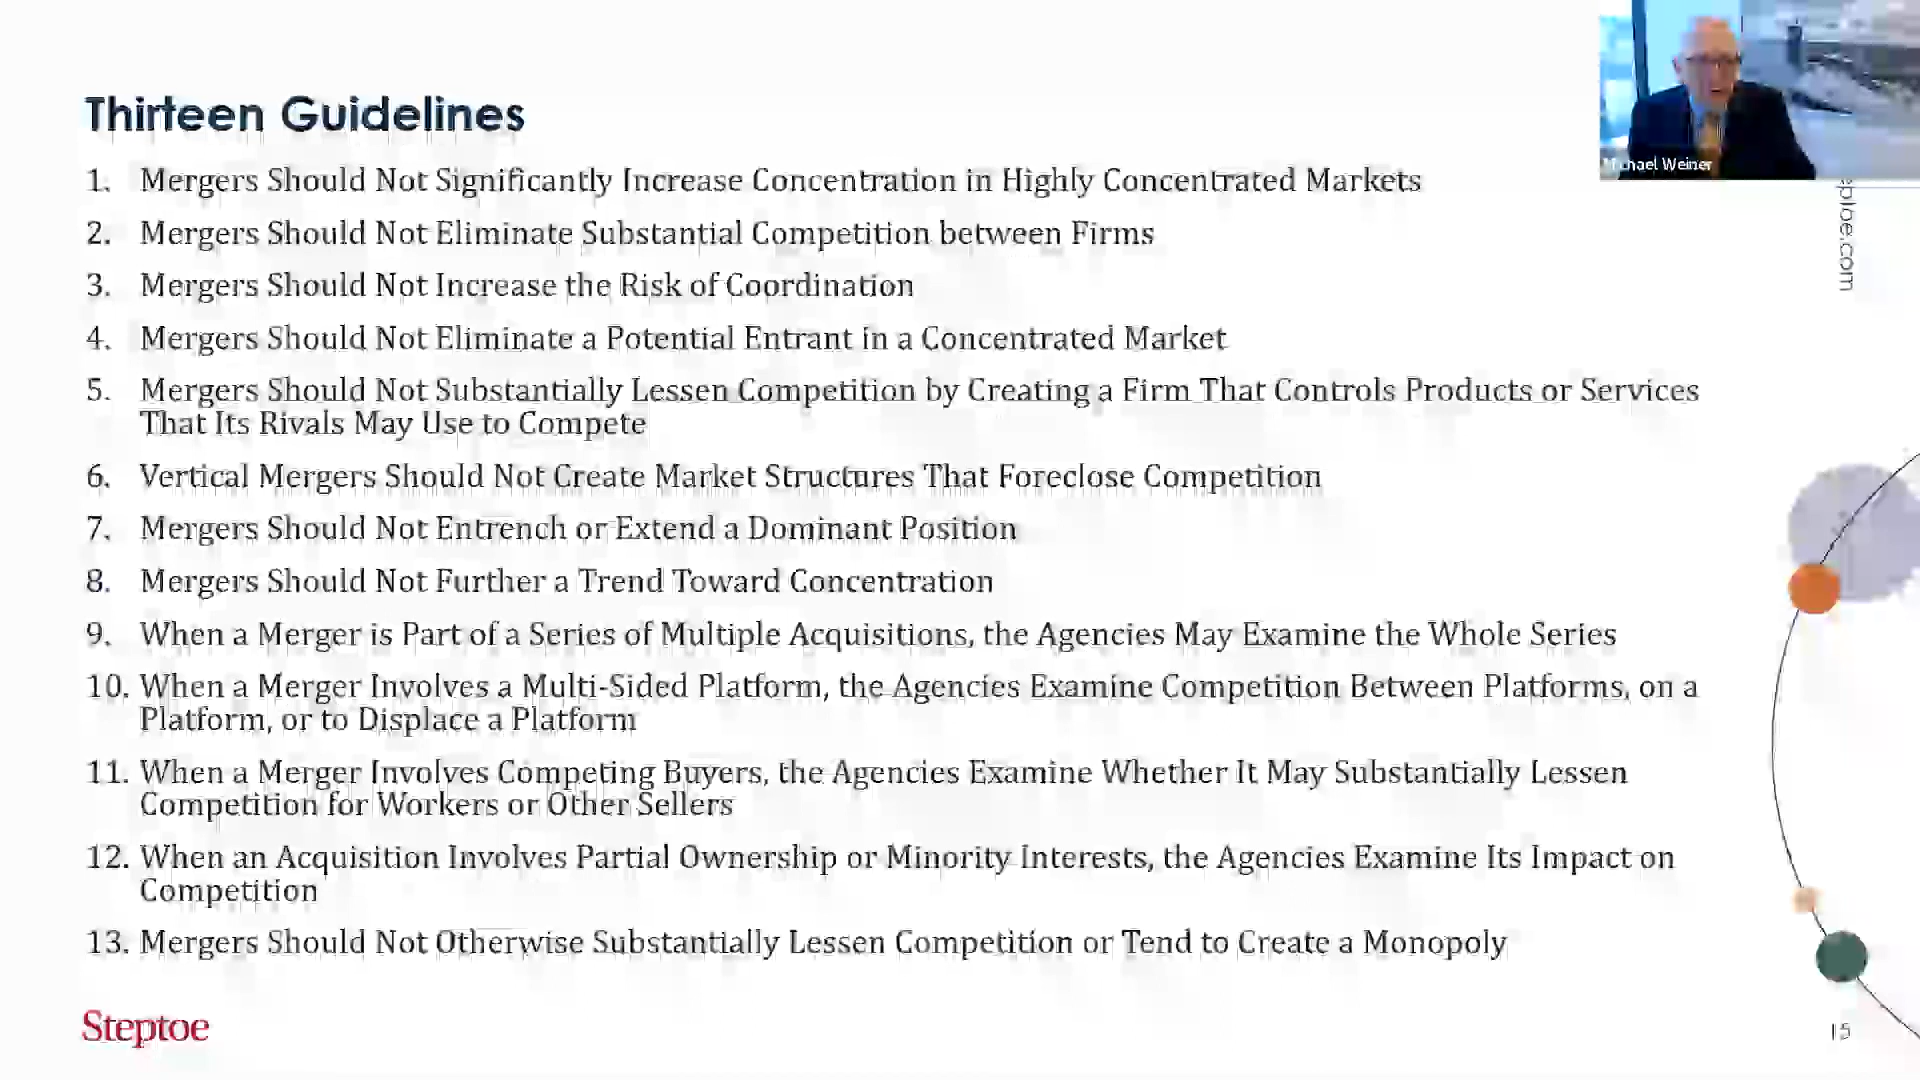 Thirteen Guidelines
1. Mergers Should Not Significantly Increase Concentration in Highly Concentrated Markets
2. Mergers Should Not Eliminate Substantial Competition between Firms
3. Mergers Should Not Increase the Risk of Coordination
4. Mergers Should Not Eliminate a Potential Entrant in a Concentrated Market
5. Mergers Should Not Substantially Lessen Competition by Creating a Firm That Controls Products or Services
That Its Rivals May Use to Compete
6. Vertical Mergers Should Not Create Market Structures That Foreclose Competition
7. Mergers Should Not Entrench or Extend a Dominant Position
8. Mergers Should Not Further a Trend Toward Concentration
9. When a Merger is Part of a Series of Multiple Acquisitions, the Agencies May Examine the Whole Series
10. When a Merger Involves a Multi-Sided Platform, the Agencies Examine Competition Between Platforms, on a
Platform, or to Displace a Platform
11. When a Merger Involves Competing Buyers, the Agencies Examine Whether It May Substantially Lessen
Competition for Workers or Other Sellers
12. When an Acquisition Involves Partial Ownership or Minority Interests, the Agencies Examine Its Impact on
Competition
13. Mergers Should Not Otherwise Substantially Lessen Competition or Tend to Create a Monopoly
Michael Weiner
eptoe.com
Steptoe
15